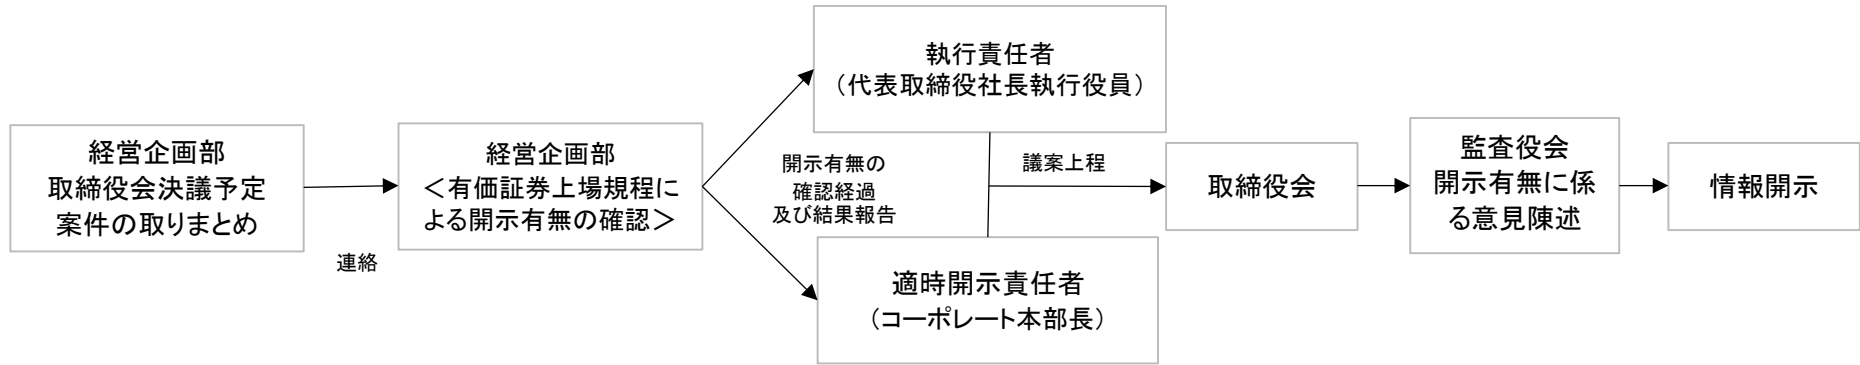 経営企画部
取締役会決議予定
案件の取りまとめ
連絡
経営企画部
＜有価証券上場規程に
よる開示有無の確認＞
開示有無の
確認経過
及び結果報告
執行責任者
（代表取締役社長執行役員）
適時開示責任者
（コーポレート本部長）
議案上程
取締役会
監査役会
開示有無に係
る意見陳述
情報開示